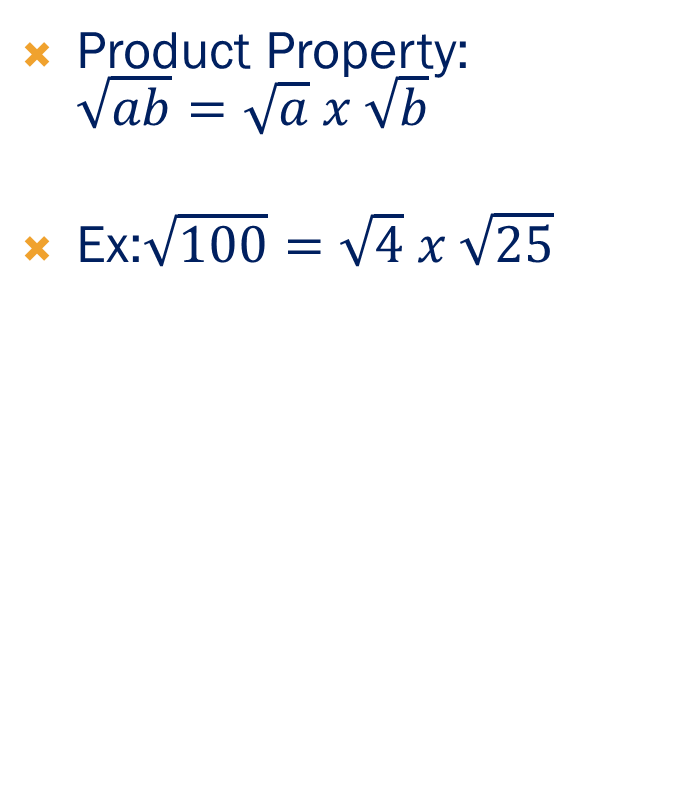 Product Property:
√ab = √a x √b
Ex:√100 = √4 x √25